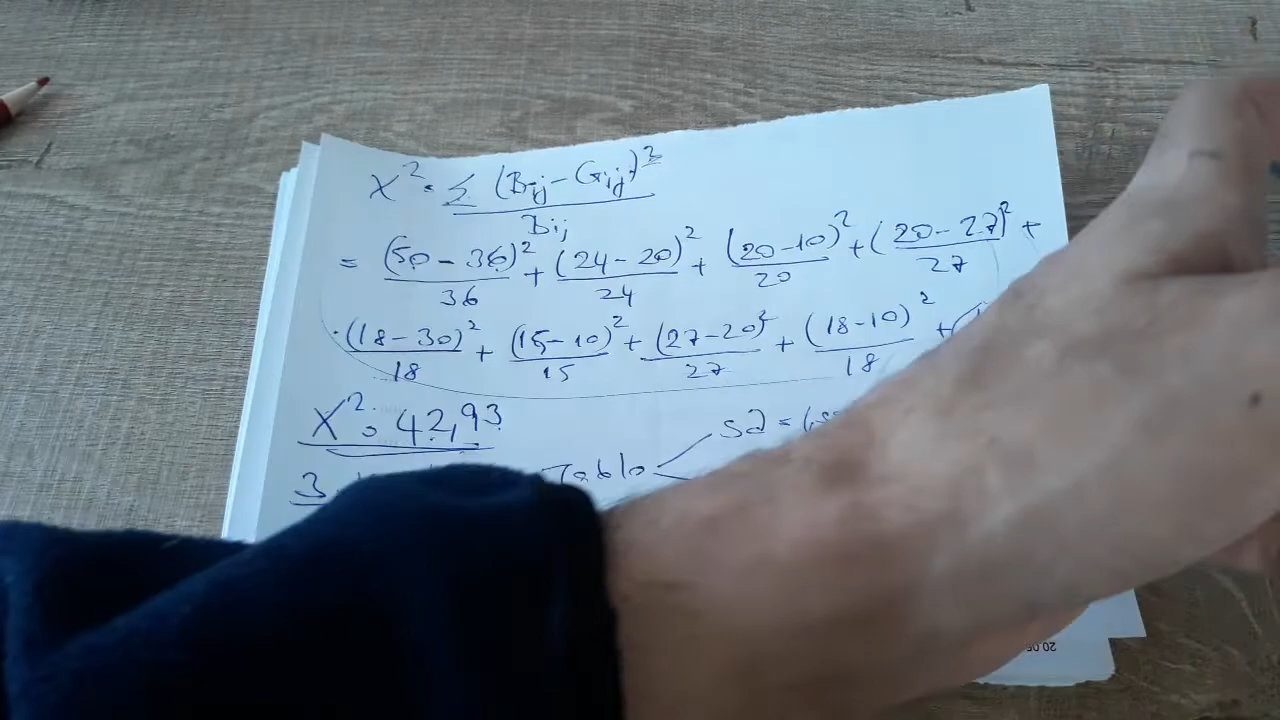 χ² = Σ (Bij - Gij)² / Bij
= (50-36)²/36 + (24-20)²/24 + (20-10)²/20 + (20-27)²/27 +
(18-30)²/18 + (15-10)²/15 + (27-20)²/27 + (18-10)²/18 + (
X² = 42,93
3
Tablo sd =